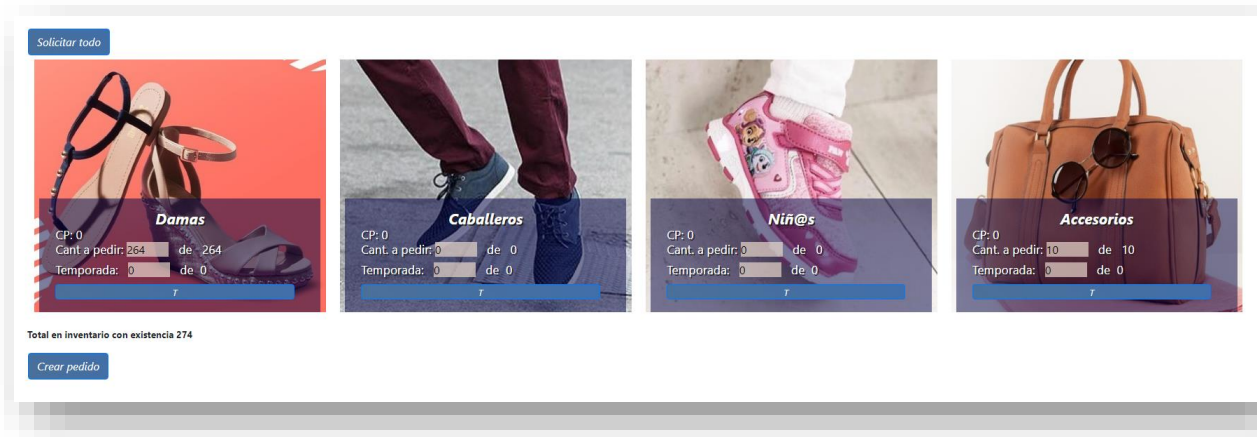 Solicitar todo
Damas
CP: 0
Cant a pedir: 264 de 264
Temporada: 0 de 0
T
Caballeros
CP: 0
Cant. a pedir: 0 de 0
Temporada: 0 de 0
T
Niñ@s
CP: 0
Cant. a pedir: 0 de 0
Temporada: 0 de 0
T
Accesorios
CP: 0
Cant. a pedir: 10 de 10
Temporada: 0 de 0
T
Total en inventario con existencia 274
Crear pedido